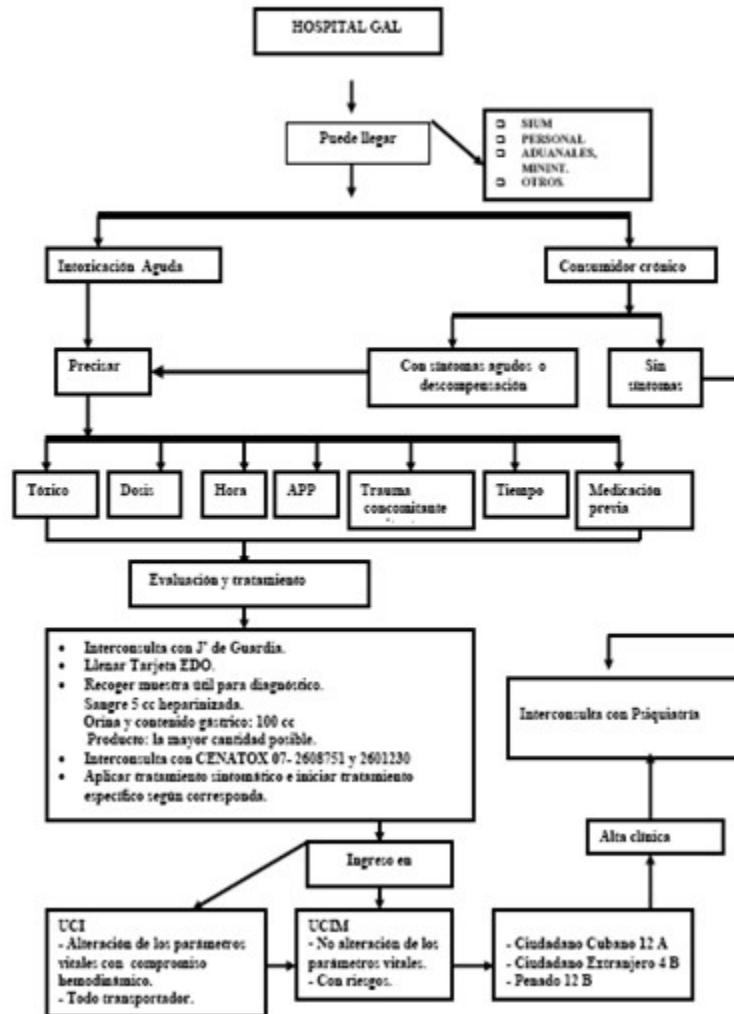 HOSPITAL GAL
Puede llegar
SIUM
PERSONAL
ADUANALES,
MININT.
OTROS.
Intoxicación Aguda
Consumidor crónico
Precisar
Con síntomas agudos o
descompensación
Sin
síntomas
Tóxico
Dosis
Hora
APP
Trauma
concomitante
Tiempo
Medicación
previa
Evaluación y tratamiento
• Interconsulta con J' de Guardia.
• Llenar Tarjeta EDO.
• Recoger muestra útil para diagnóstico.
Sangre 5 cc heparinizada.
Orina y contenido gástrico: 100 cc
Producto: la mayor cantidad posible.
• Interconsulta con CENATOX 07- 2608751 y 2601230
• Aplicar tratamiento sintomático e iniciar tratamiento
específico según corresponda.
Interconsulta con Psiquiatría
Alta clínica
Ingreso en
UCI
- Alteración de los parámetros
vitales con compromiso
hemodinámico.
- Todo transportador.
UCIM
- No alteración de los
parámetros vitales.
- Con riesgos.
- Ciudadano Cubano 12 A
- Ciudadano Extranjero 4 B
- Penado 12 B